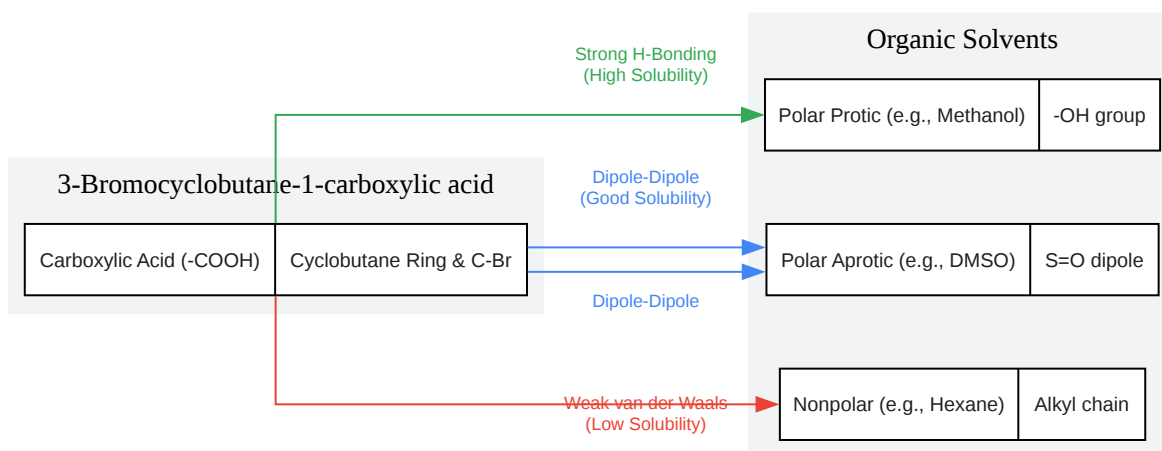 Organic Solvents
Strong H-Bonding
(High Solubility)
Polar Protic (e.g., Methanol)
-OH group
3-Bromocyclobutane-1-carboxylic acid
Dipole-Dipole
(Good Solubility)
Carboxylic Acid (-COOH)
Cyclobutane Ring & C-Br
Polar Aprotic (e.g., DMSO)
S=O dipole
Dipole-Dipole
Weak van der Waals
(Low Solubility)
Nonpolar (e.g., Hexane)
Alkyl chain